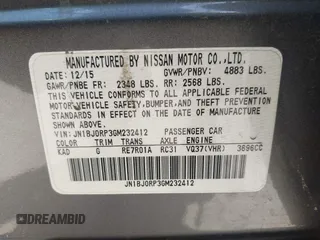 MANUFACTURED BY NISSAN MOTOR CO.,LTD.
DATE: 12/15 GVWR/PNBV: 4883 LBS.
GAWR/PNBE FR: 2348 LBS. RR: 2568 LBS.
THIS VEHICLE CONFORMS TO ALL APPLICABLE FEDERAL
MOTOR VEHICLE SAFETY, BUMPER, AND THEFT PREVENTION
STANDARDS IN EFFECT ON THE DATE OF MANUFACTURE
SHOWN ABOVE.
VIN: JN1BJ0RP3GM232412 PASSENGER CAR
COLOR TRIM TRANS AXLE ENGINE
KAD G RE7R01A RC31 VQ37(VHR) 3696CC
JN1BJ0RP3GM232412
DREAMBID